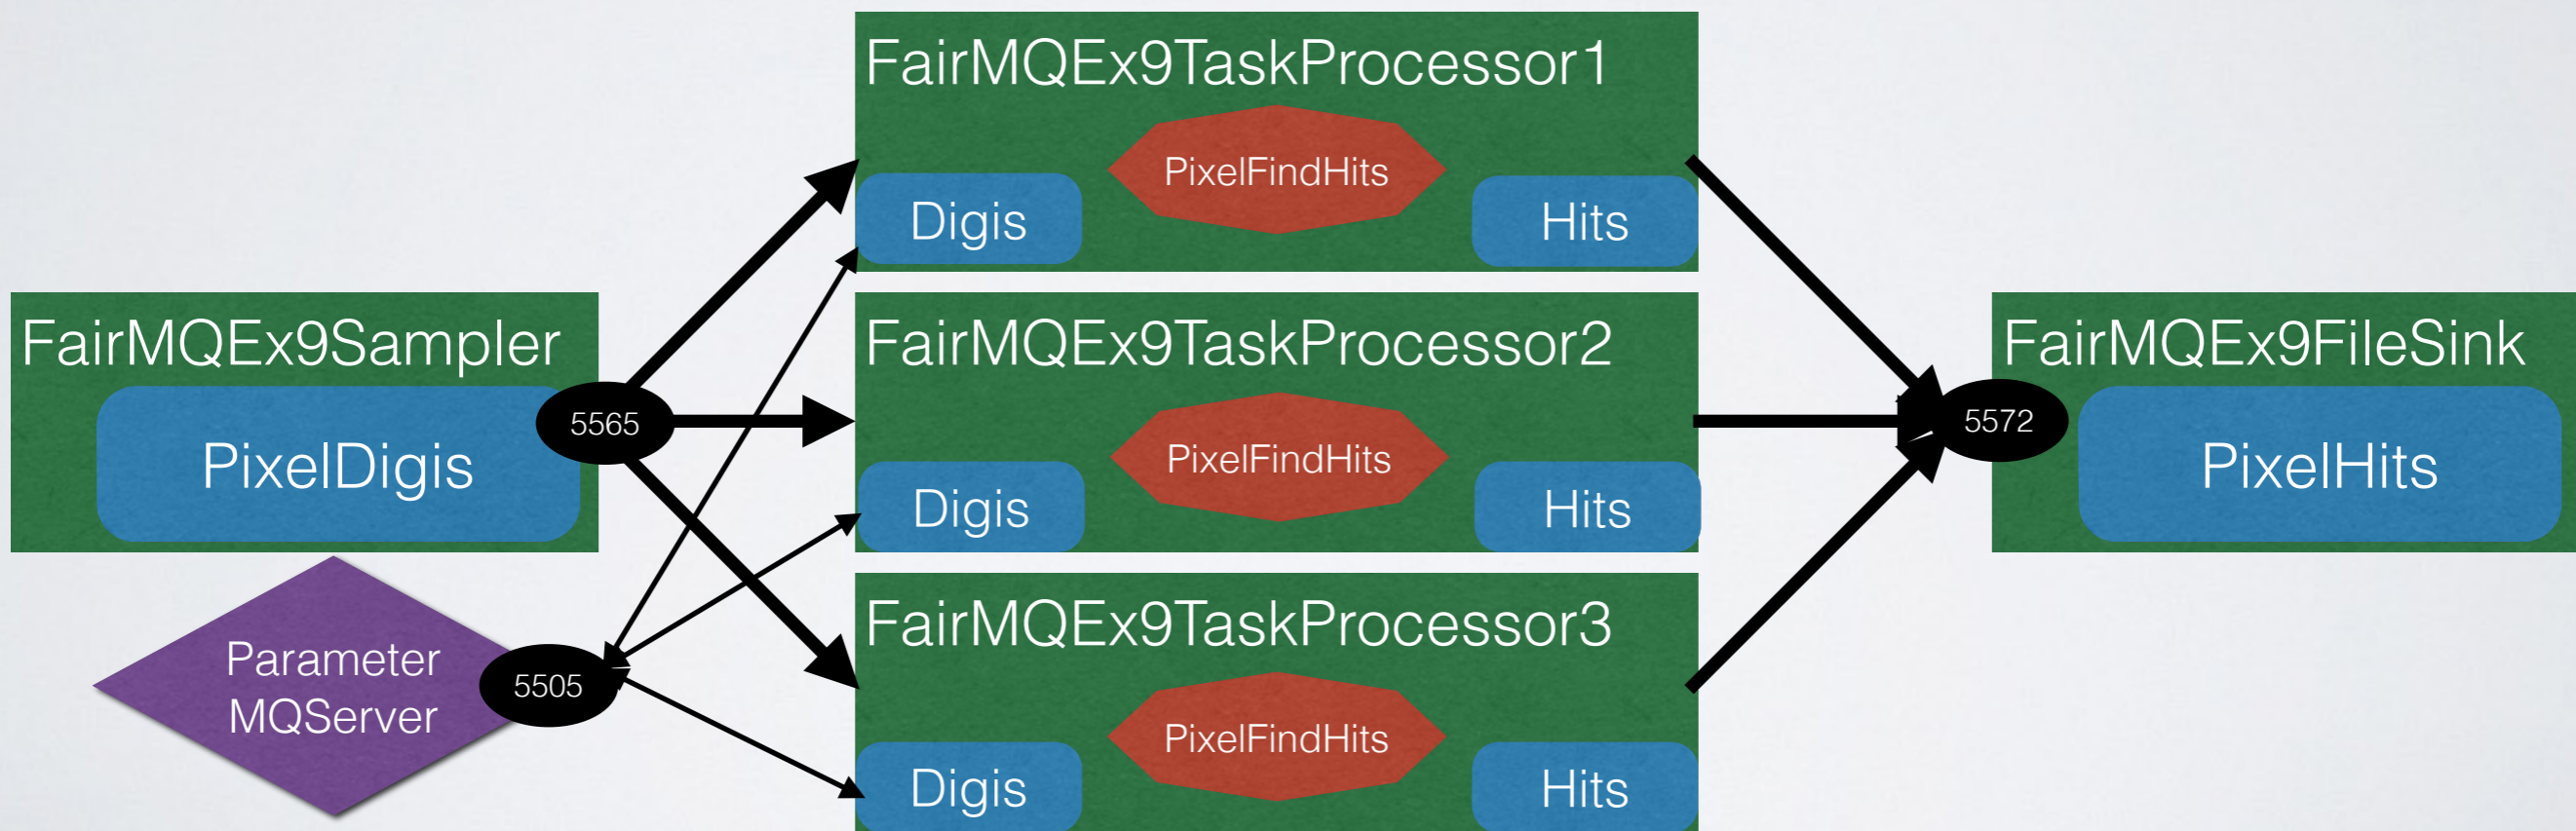 FairMQEx9Sampler
PixelDigis
5565
Parameter
MQServer
5505
FairMQEx9TaskProcessor1
PixelFindHits
Digis
Hits
FairMQEx9TaskProcessor2
PixelFindHits
Digis
Hits
FairMQEx9TaskProcessor3
PixelFindHits
Digis
Hits
FairMQEx9FileSink
5572
PixelHits